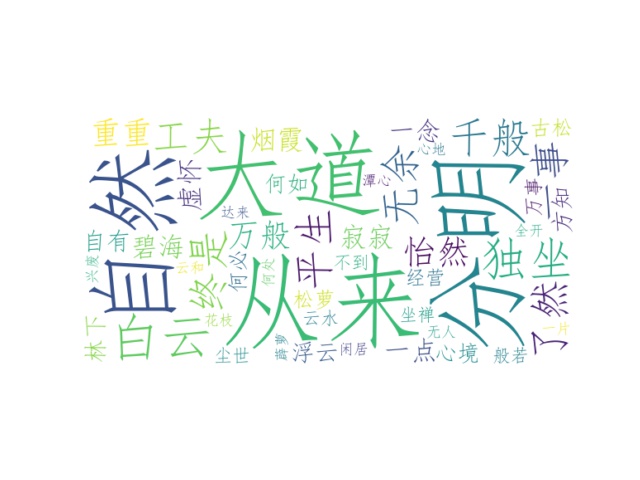 重重
工夫
烟霞
一念
千般
古松
自然
虚怀
大道
何如
潭心
无余
心地
分明
万事
一事
方知
达来
自有
碧海
终是
万般
何必
平生
寂寂
怡然
独坐
全开
兴废
何处
从来
不到
经营
了然
林下
白云
花枝
松萝
云水
坐禅
无人
一片
尘世
薜萝
浮云
闲居
一点
心境
般若